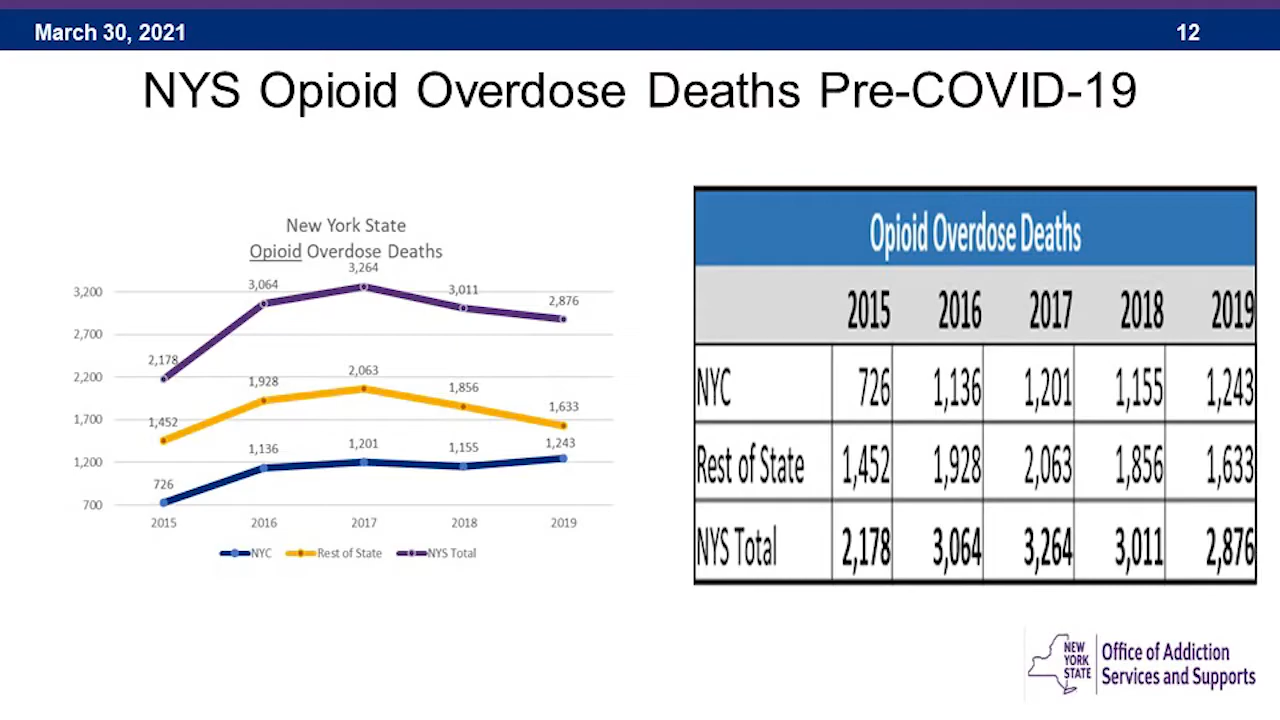 March 30, 2021
12
NYS Opioid Overdose Deaths Pre-COVID-19
New York State
Opioid Overdose Deaths
3,200
2,700
2,200
1,700
1,200
700
2,178
3,064
3,264
3,011
2,876
1,452
1,928
2,063
1,856
1,633
726
1,136
1,201
1,155
1,243
2015 2016 2017 2018 2019
NYC Rest of State NYS Total
Opioid Overdose Deaths
2015 2016 2017 2018 2019
NYC 726 1,136 1,201 1,155 1,243
Rest of State 1,452 1,928 2,063 1,856 1,633
NYS Total 2,178 3,064 3,264 3,011 2,876
NEW
YORK
STATE
Office of Addiction
Services and Supports